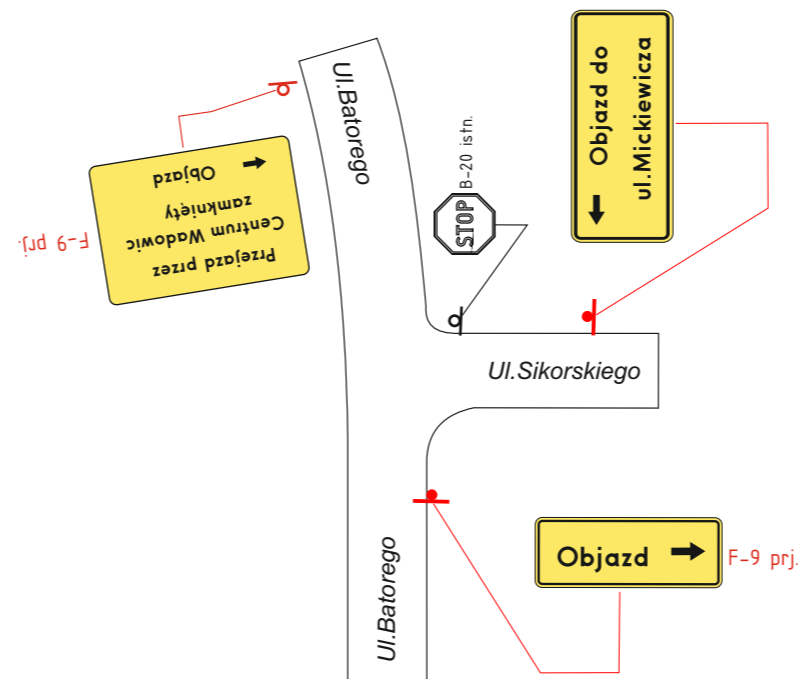 Ul.Batorego
B-20 istn.
STOP
Objazd do
ul.Mickiewicza
Przejazd przez
Centrum Wadowic
zamknięty
Objazd
F-9 prj.
Ul.Sikorskiego
Ul.Batorego
Objazd
F-9 prj.